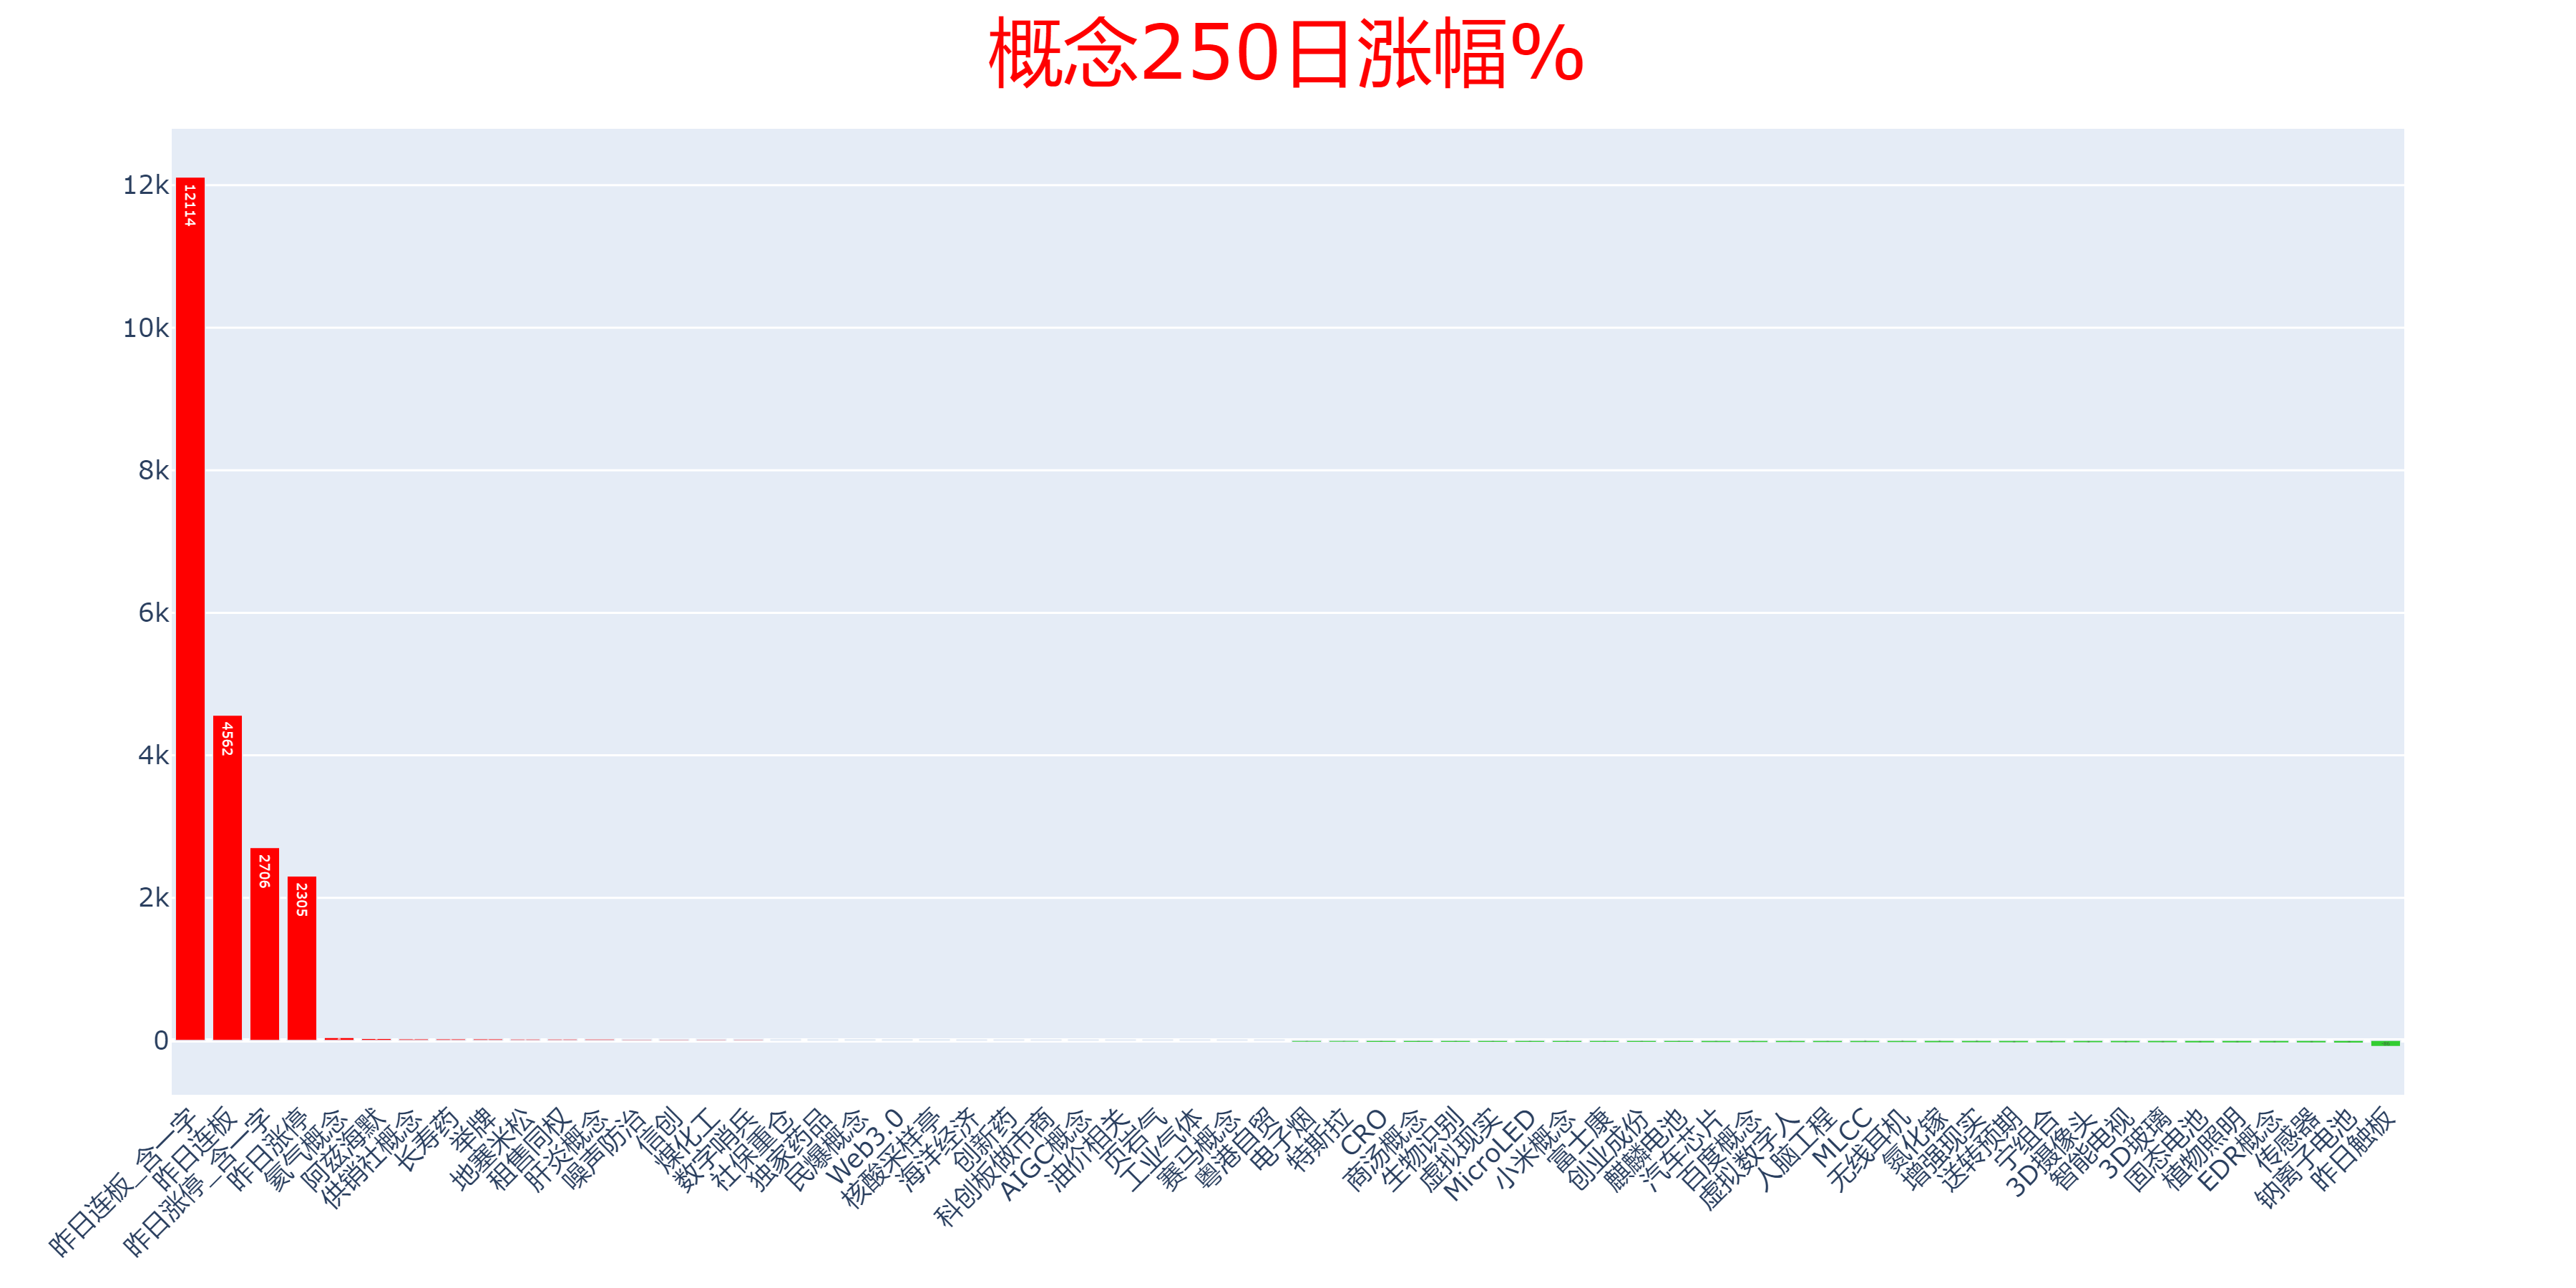 概念250日涨幅%
12k
10k
8k
6k
4k
2k
0
12114
4562
2706
2305
昨日连板_含一字
昨日连板
昨日涨停_含一字
昨日涨停
氦气概念
阿兹海默
供销社概念
长寿药
举牌
地塞米松
租售同权
肝炎概念
噪声防治
信创
煤化工
数字哨兵
社保重仓
独家药品
民爆概念
Web3.0
核酸采样亭
海洋经济
创新药
科创板做市商
AIGC概念
油价相关
页岩气
工业气体
赛马概念
粤港自贸
电子烟
特斯拉
CRO
商汤概念
生物识别
虚拟现实
MicroLED
小米概念
富士康
创业成份
麒麟电池
汽车芯片
百度概念
虚拟数字人
人脑工程
MLCC
无线耳机
氮化镓
增强现实
送转预期
宁组合
3D摄像头
智能电视
3D玻璃
固态电池
植物照明
EDR概念
传感器
钠离子电池
昨日触板